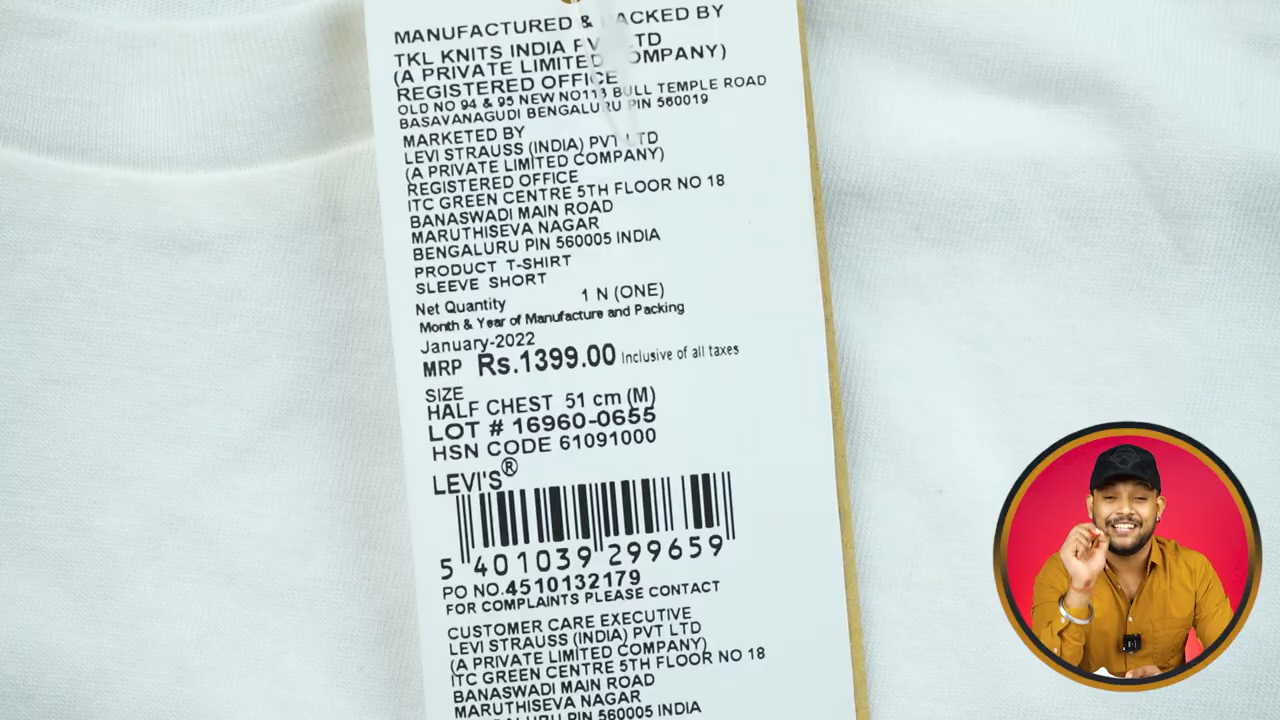 MANUFACTURED & PACKED BY
TKL KNITS INDIA PVT LTD
(A PRIVATE LIMITED COMPANY)
REGISTERED OFFICE
OLD NO 94 & 95 NEW NO113 BULL TEMPLE ROAD
BASAVANAGUDI BENGALURU PIN 560019
MARKETED BY
LEVI STRAUSS (INDIA) PVT LTD
(A PRIVATE LIMITED COMPANY)
REGISTERED OFFICE
ITC GREEN CENTRE 5TH FLOOR NO 18
BANASWADI MAIN ROAD
MARUTHISEVA NAGAR
BENGALURU PIN 560005 INDIA
PRODUCT T-SHIRT
SLEEVE SHORT
Net Quantity 1 N (ONE)
Month & Year of Manufacture and Packing
January-2022
MRP Rs.1399.00 Inclusive of all taxes
SIZE
HALF CHEST 51 cm (M)
LOT # 16960-0655
HSN CODE 61091000
LEVI'S®
5 401039 299659
PO NO.4510132179
FOR COMPLAINTS PLEASE CONTACT
CUSTOMER CARE EXECUTIVE
LEVI STRAUSS (INDIA) PVT LTD
(A PRIVATE LIMITED COMPANY)
ITC GREEN CENTRE 5TH FLOOR NO 18
BANASWADI MAIN ROAD
MARUTHISEVA NAGAR
BENGALURU PIN 560005 INDIA